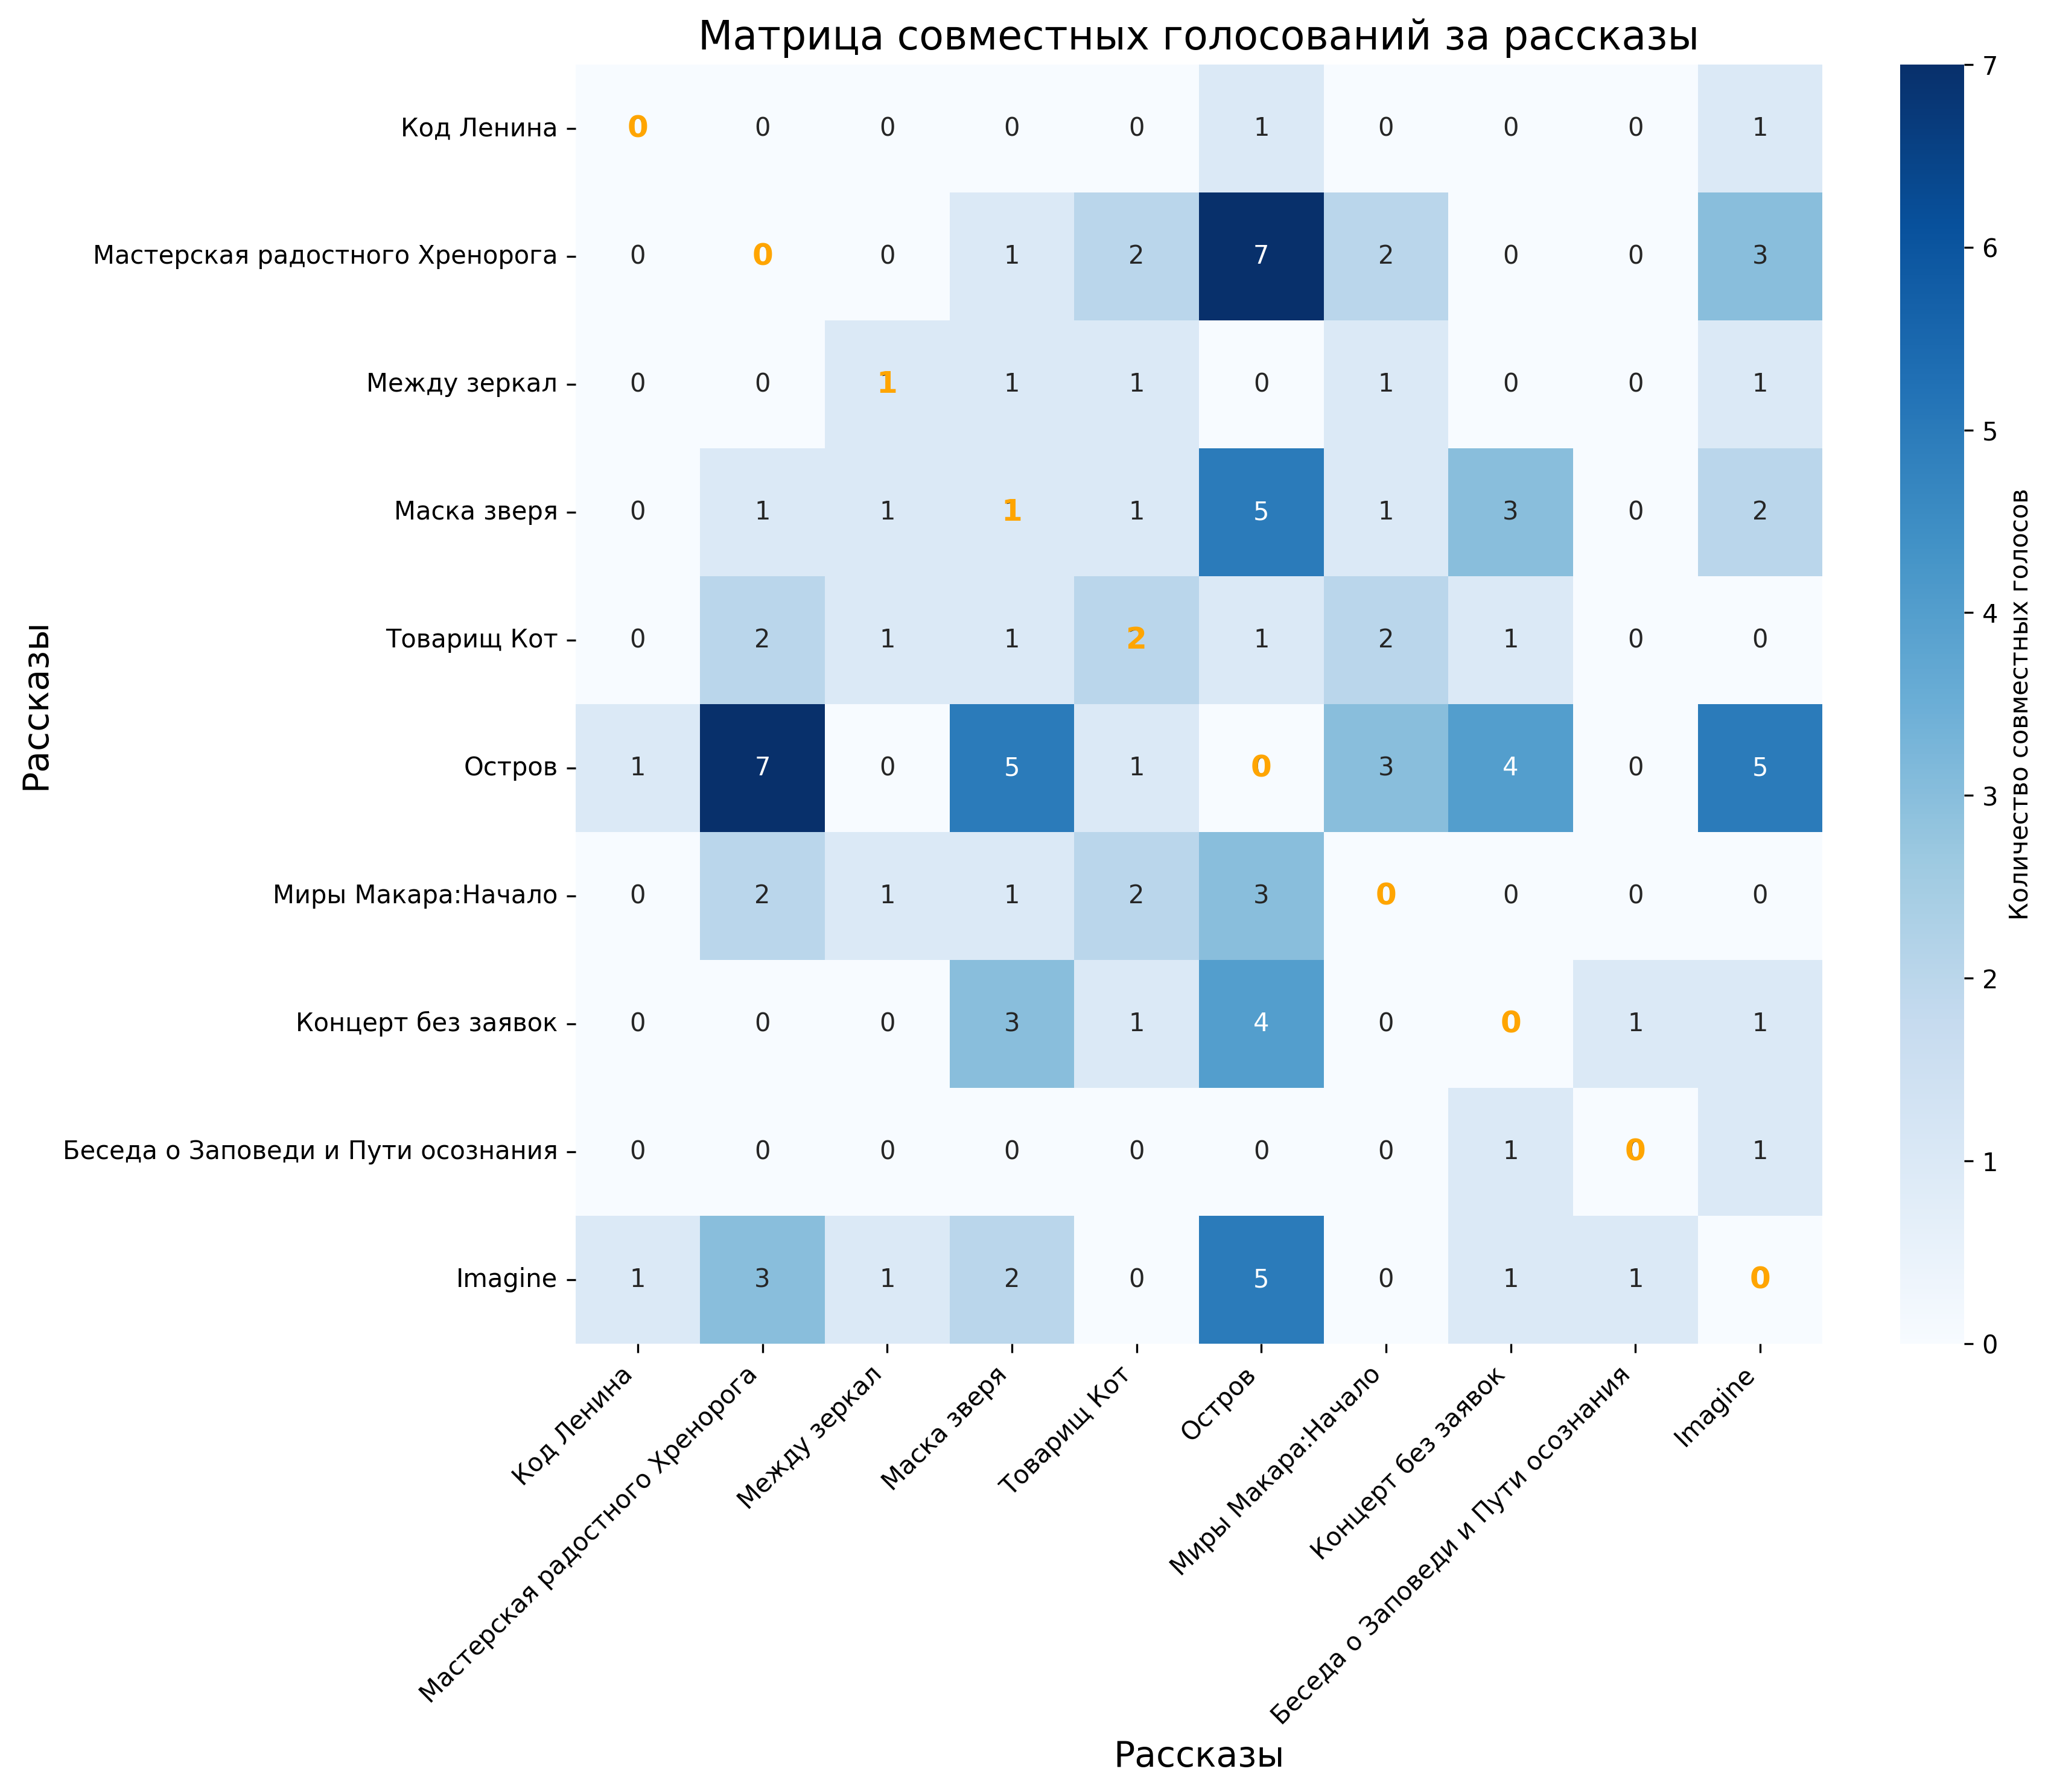 Матрица совместных голосований за рассказы
Рассказы
Код Ленина 0 0 0 0 0 1 0 0 0 1
Мастерская радостного Хренорога 0 0 0 1 2 7 2 0 0 3
Между зеркал 0 0 1 1 1 0 1 0 0 1
Маска зверя 0 1 1 1 1 5 1 3 0 2
Товарищ Кот 0 2 1 1 2 1 2 1 0 0
Остров 1 7 0 5 1 0 3 4 0 5
Миры Макара:Начало 0 2 1 1 2 3 0 0 0 0
Концерт без заявок 0 0 0 3 1 4 0 0 1 1
Беседа о Заповеди и Пути осознания 0 0 0 0 0 0 0 1 0 1
Imagine 1 3 1 2 0 5 0 1 1 0
Код Ленина
Мастерская радостного Хренорога
Между зеркал
Маска зверя
Товарищ Кот
Остров
Миры Макара:Начало
Концерт без заявок
Беседа о Заповеди и Пути осознания
Imagine
Рассказы
7
6
5
4
3
2
1
0
Количество совместных голосов